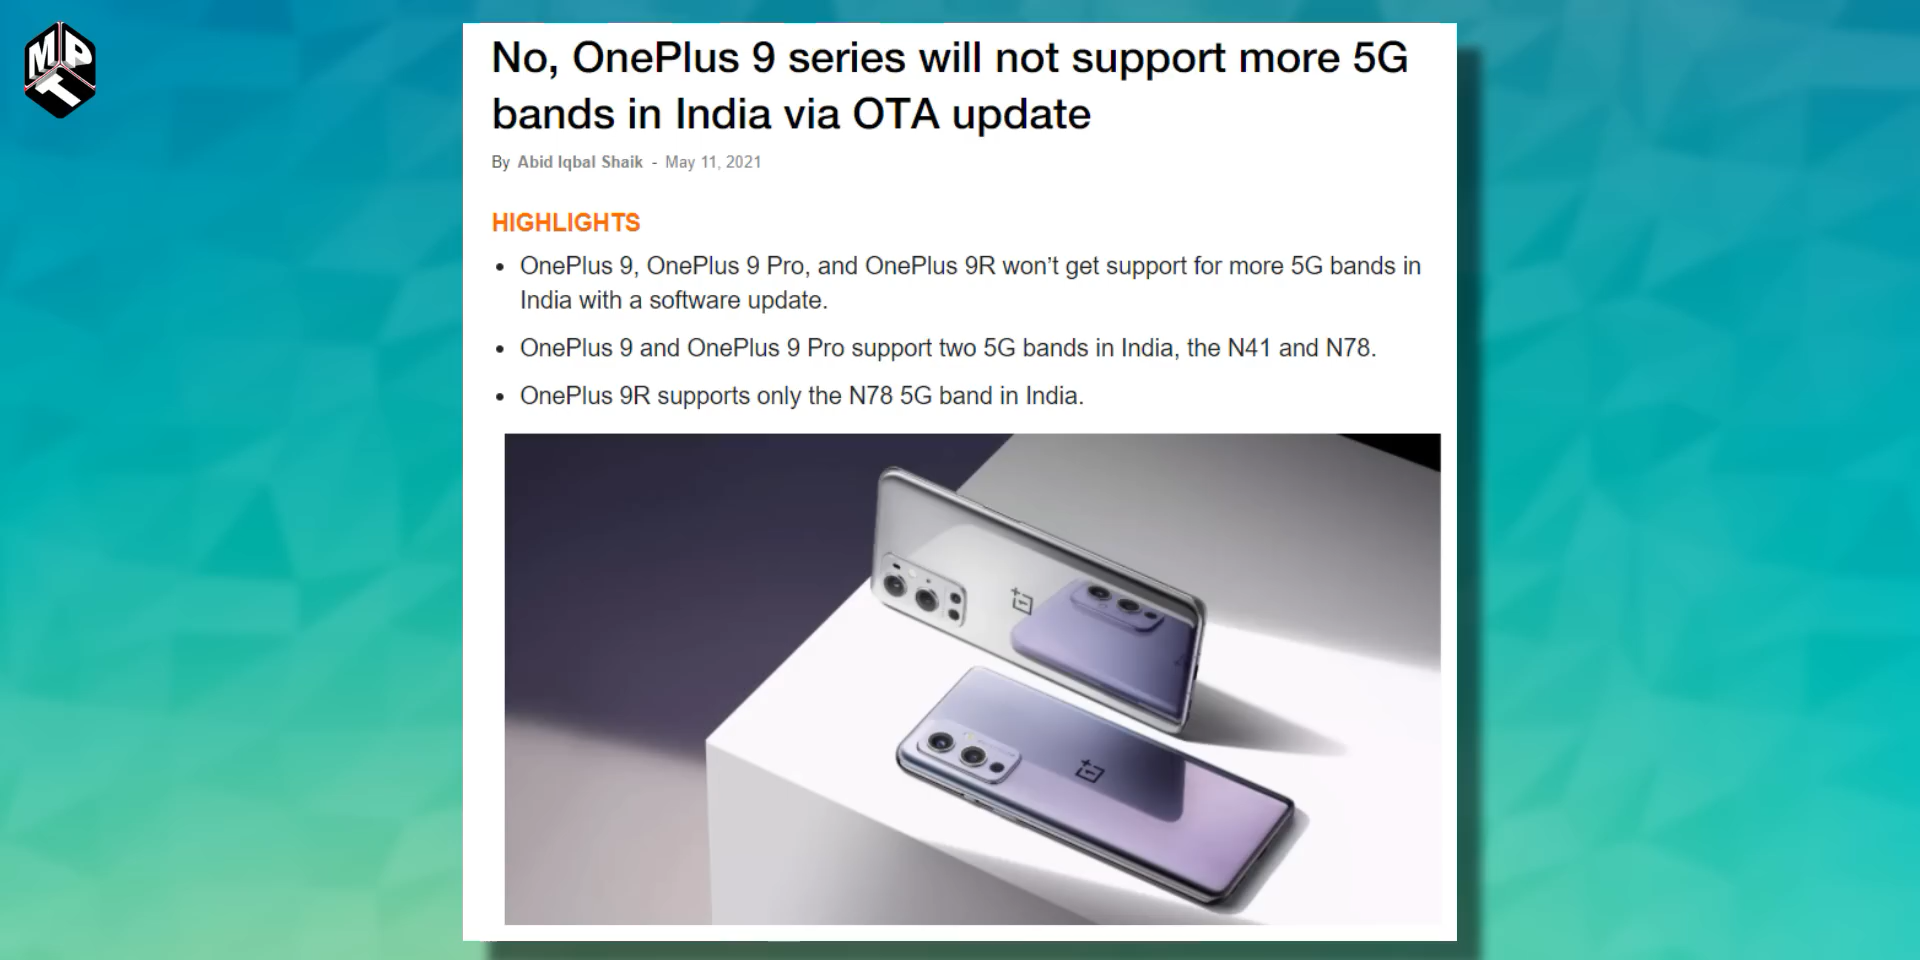 MPT
No, OnePlus 9 series will not support more 5G
bands in India via OTA update
By Abid Iqbal Shaik - May 11, 2021
HIGHLIGHTS
• OnePlus 9, OnePlus 9 Pro, and OnePlus 9R won’t get support for more 5G bands in
India with a software update.
• OnePlus 9 and OnePlus 9 Pro support two 5G bands in India, the N41 and N78.
• OnePlus 9R supports only the N78 5G band in India.